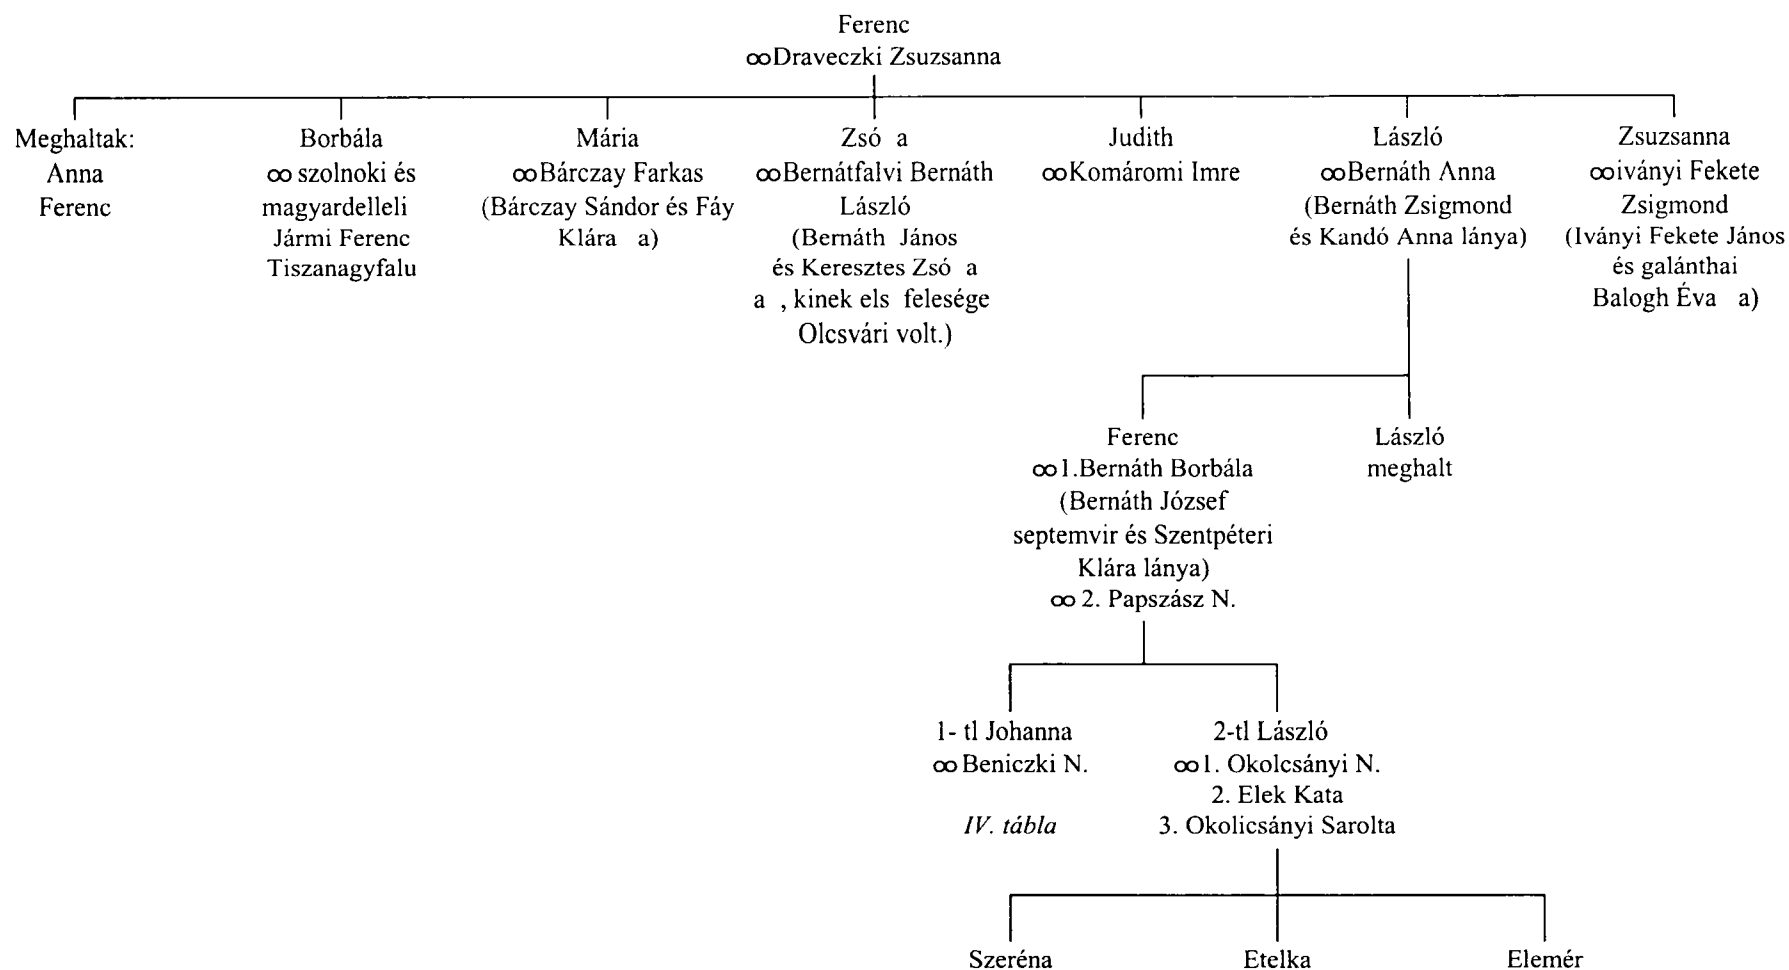 Ferenc
∞Draveczki Zsuzsanna
Meghaltak:
Anna
Ferenc
Borbála
∞ szolnoki és
magyardelleli
Jármi Ferenc
Tiszanagyfalu
Mária
∞Bárczay Farkas
(Bárczay Sándor és Fáy
Klára a)
Zsó a
∞Bernátfalvi Bernáth
László
(Bernáth János
és Keresztes Zsó a
a , kinek els felesége
Olcsvári volt.)
Judith
∞Komáromi Imre
László
∞Bernáth Anna
(Bernáth Zsigmond
és Kandó Anna lánya)
Zsuzsanna
∞iványi Fekete
Zsigmond
(Iványi Fekete János
és galánthai
Balogh Éva a)
Ferenc
∞1.Bernáth Borbála
(Bernáth József
septemvir és Szentpéteri
Klára lánya)
∞ 2. Papszász N.
László
meghalt
1- tl Johanna
∞ Beniczki N.
IV. tábla
2-tl László
∞1. Okolcsányi N.
2. Elek Kata
3. Okolicsányi Sarolta
Szeréna
Etelka
Elemér